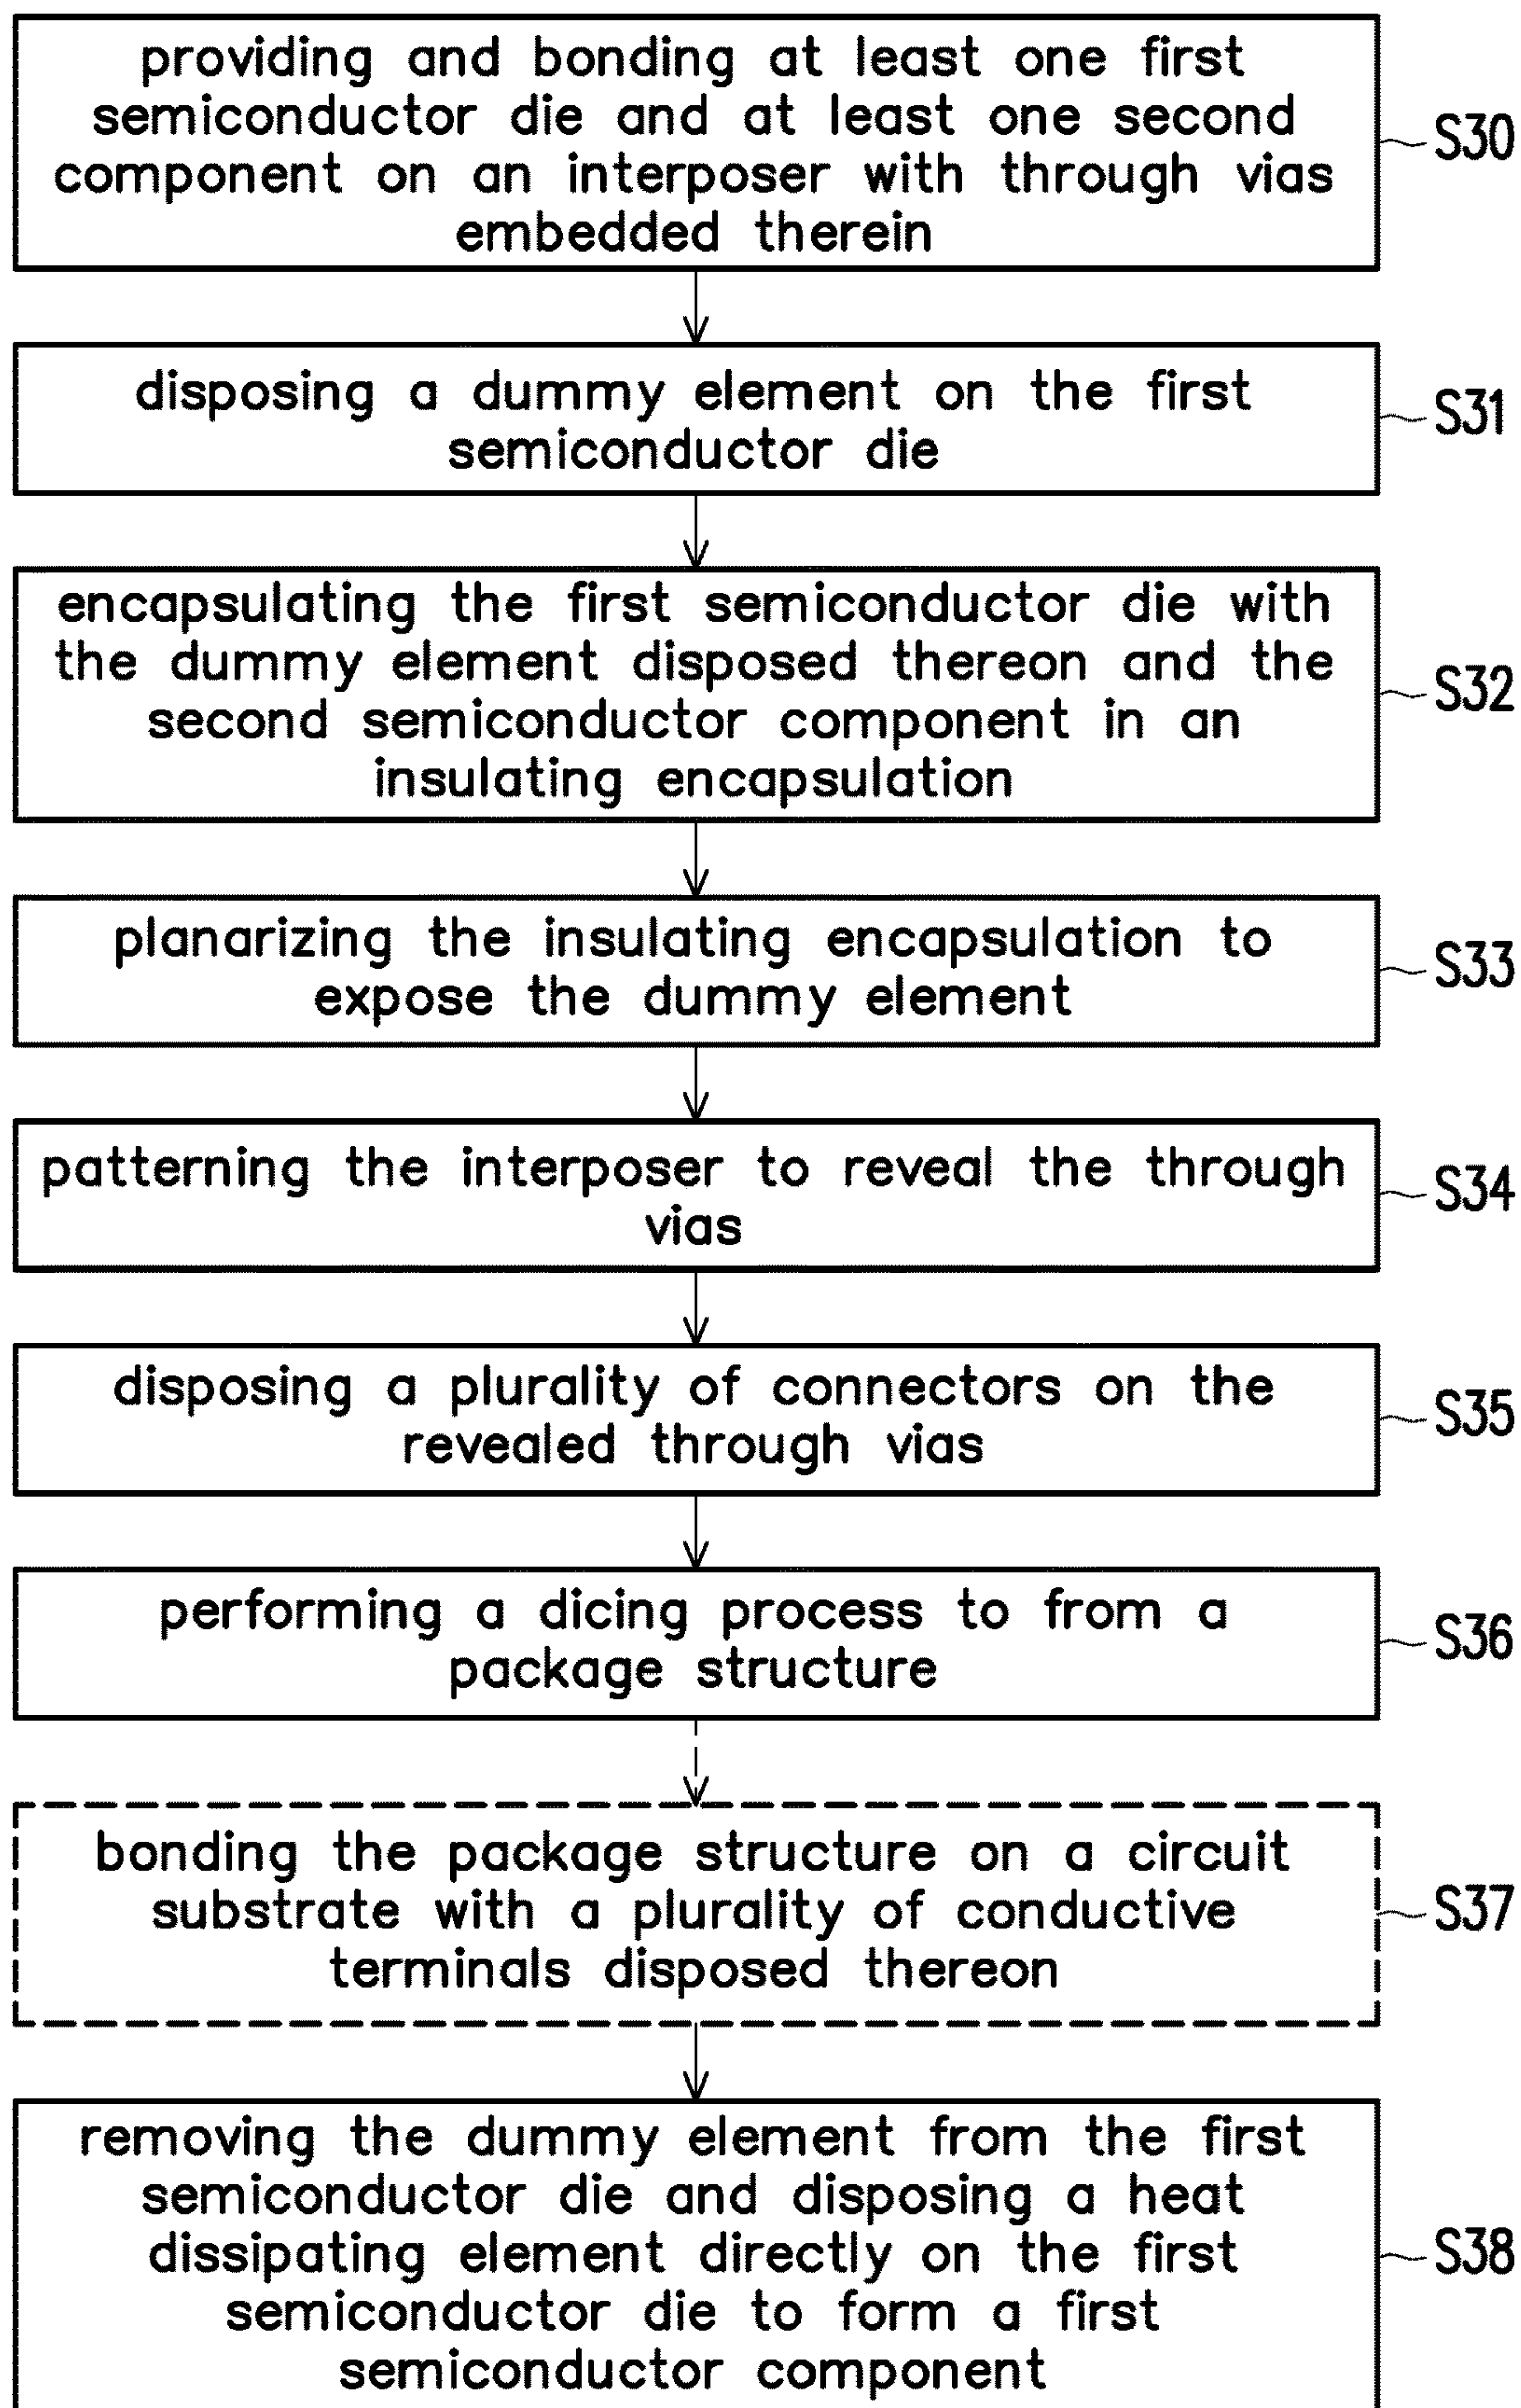 providing and bonding at least one first
semiconductor die and at least one second
component on an interposer with through vias
embedded therein
S30
disposing a dummy element on the first
semiconductor die
S31
encapsulating the first semiconductor die with
the dummy element disposed thereon and the
second semiconductor component in an
insulating encapsulation
S32
planarizing the insulating encapsulation to
expose the dummy element
S33
patterning the interposer to reveal the through
vias
S34
disposing a plurality of connectors on the
revealed through vias
S35
performing a dicing process to from a
package structure
S36
bonding the package structure on a circuit
substrate with a plurality of conductive
terminals disposed thereon
S37
removing the dummy element from the first
semiconductor die and disposing a heat
dissipating element directly on the first
semiconductor die to form a first
semiconductor component
S38